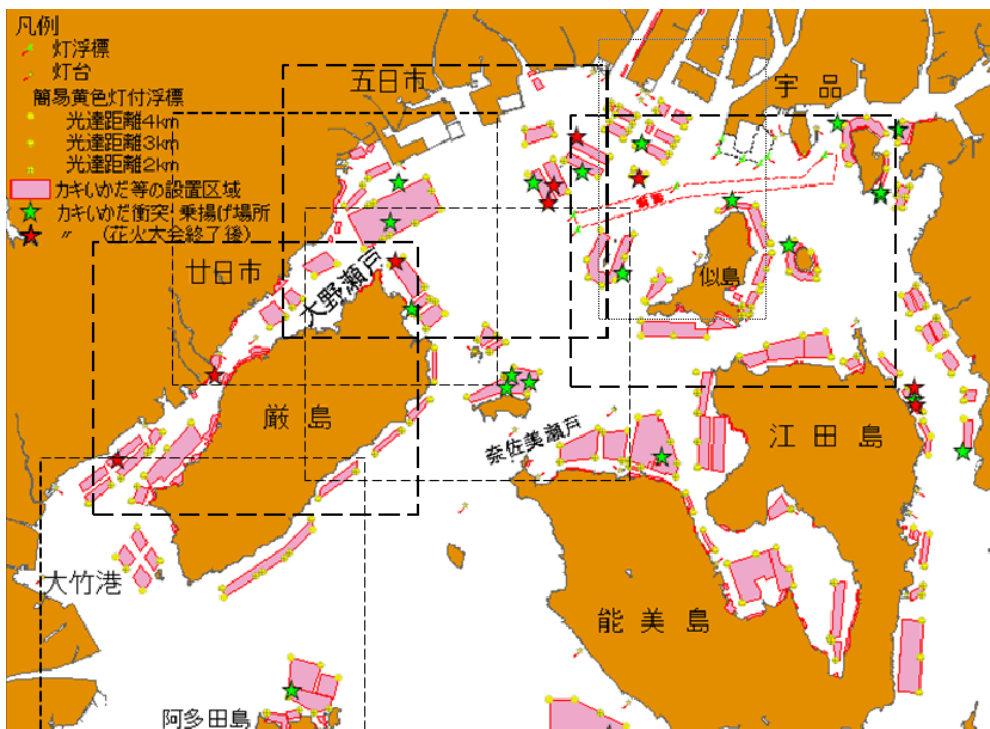 凡例
灯浮標
灯台
簡易黄色灯付浮標
光達距離4km
光達距離3km
光達距離2km
カキいかだ等の設置区域
カキいかだ衝突・乗揚げ場所
〃 (花火大会終了後)
五日市
宇品
廿日市
大野瀬戸
似島
厳島
奈佐美瀬戸
江田島
大竹港
能美島
阿多田島